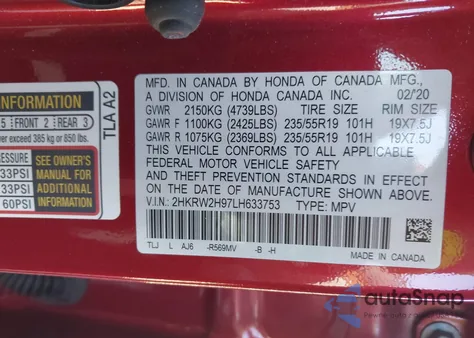 INFORMATION
5 FRONT 2 REAR 3
er exceed 385 kg or 850 lbs.
PRESSURE
33PSI
33PSI
60PSI
SEE OWNER'S
MANUAL FOR
ADDITIONAL
INFORMATION
TLA A2
MFD. IN CANADA BY HONDA OF CANADA MFG.,
A DIVISION OF HONDA CANADA INC. 02/'20
GVWR 2150KG (4739LBS) TIRE SIZE RIM SIZE
GAWR F 1100KG (2425LBS) 235/55R19 101H 19X7.5J
GAWR R 1075KG (2369LBS) 235/55R19 101H 19X7.5J
THIS VEHICLE CONFORMS TO ALL APPLICABLE
FEDERAL MOTOR VEHICLE SAFETY
AND THEFT PREVENTION STANDARDS IN EFFECT
ON THE DATE OF MANUFACTURE SHOWN ABOVE.
V.I.N: 2HKRW2H97LH633753 TYPE: MPV
TLJ L AJ6 -R569MV -B -H
MADE IN CANADA
autoSnap